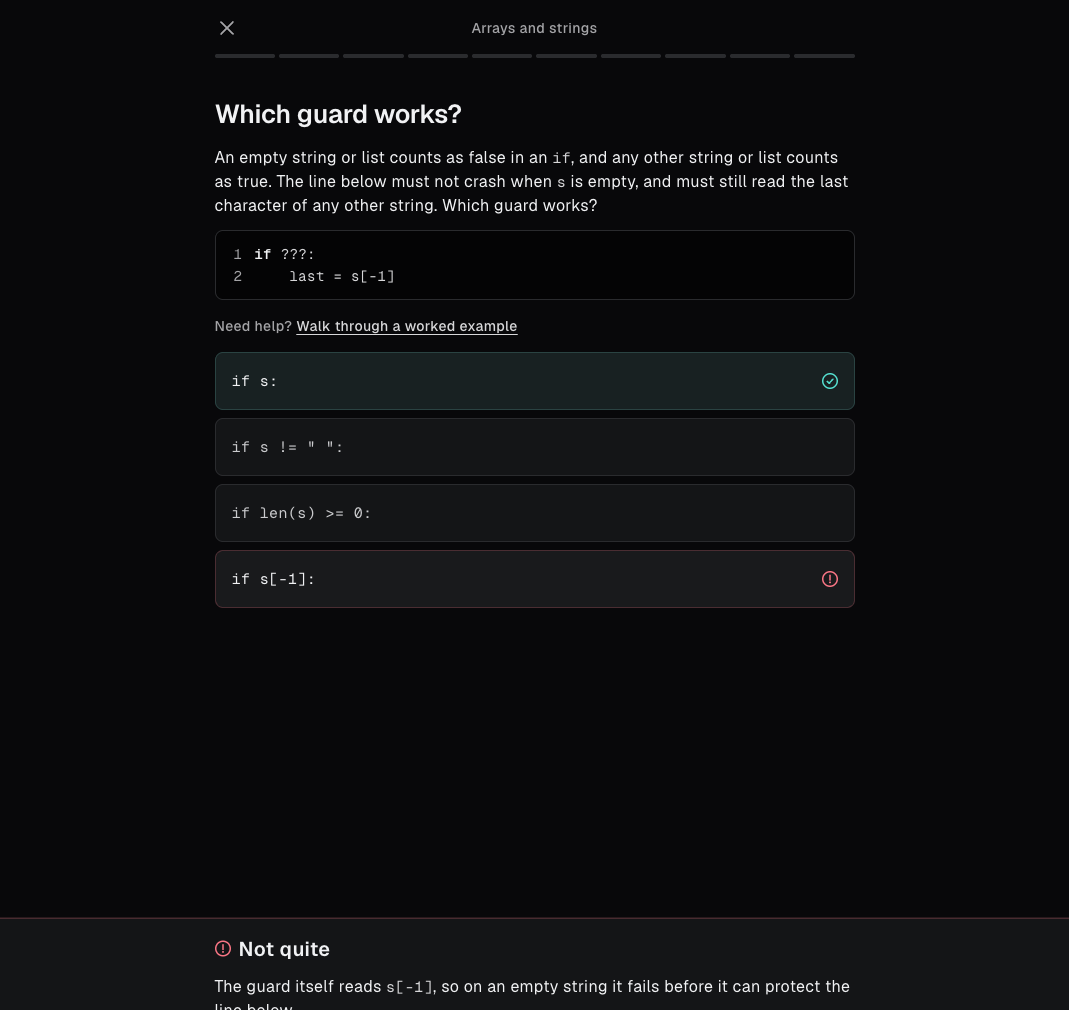 Arrays and strings
Which guard works?
An empty string or list counts as false in an if, and any other string or list counts
as true. The line below must not crash when s is empty, and must still read the last
character of any other string. Which guard works?
1 if ???:
2     last = s[-1]
Need help? Walk through a worked example
if s:
if s != " ":
if len(s) >= 0:
if s[-1]:
Not quite
The guard itself reads s[-1], so on an empty string it fails before it can protect the
line below